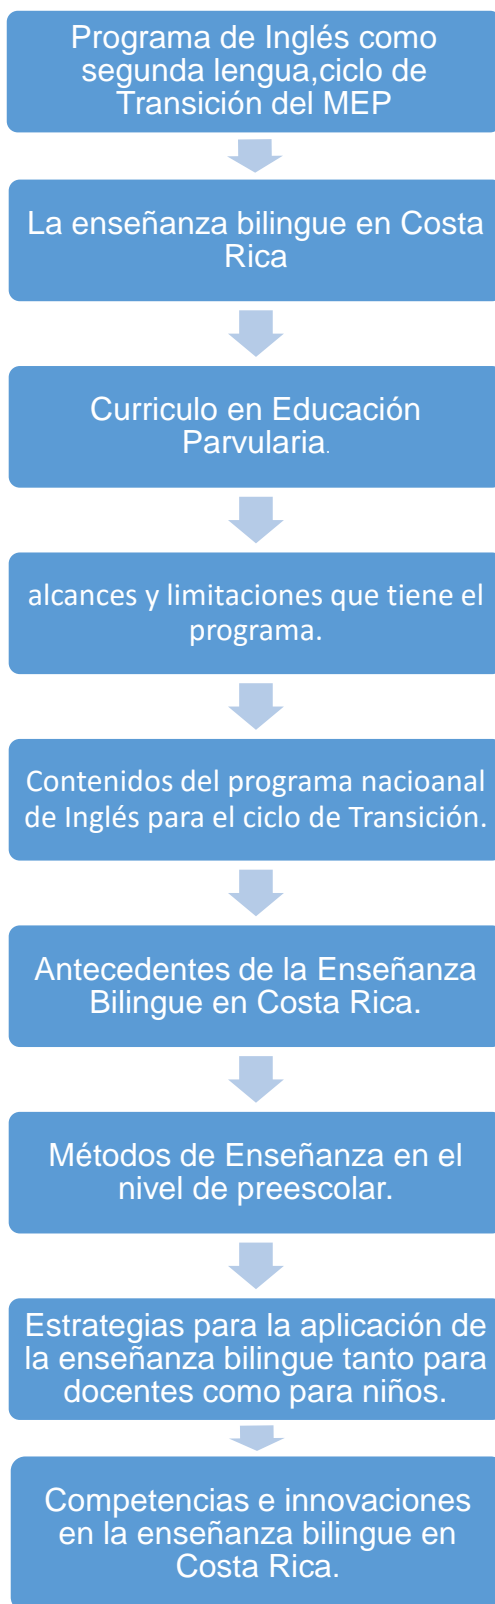 Programa de Inglés como
segunda lengua,ciclo de
Transición del MEP
La enseñanza bilingue en Costa
Rica
Curriculo en Educación
Parvularia.
alcances y limitaciones que tiene el
programa.
Contenidos del programa nacioanal
de Inglés para el ciclo de Transición.
Antecedentes de la Enseñanza
Bilingue en Costa Rica.
Métodos de Enseñanza en el
nivel de preescolar.
Estrategias para la aplicación de
la enseñanza bilingue tanto para
docentes como para niños.
Competencias e innovaciones
en la enseñanza bilingue en
Costa Rica.